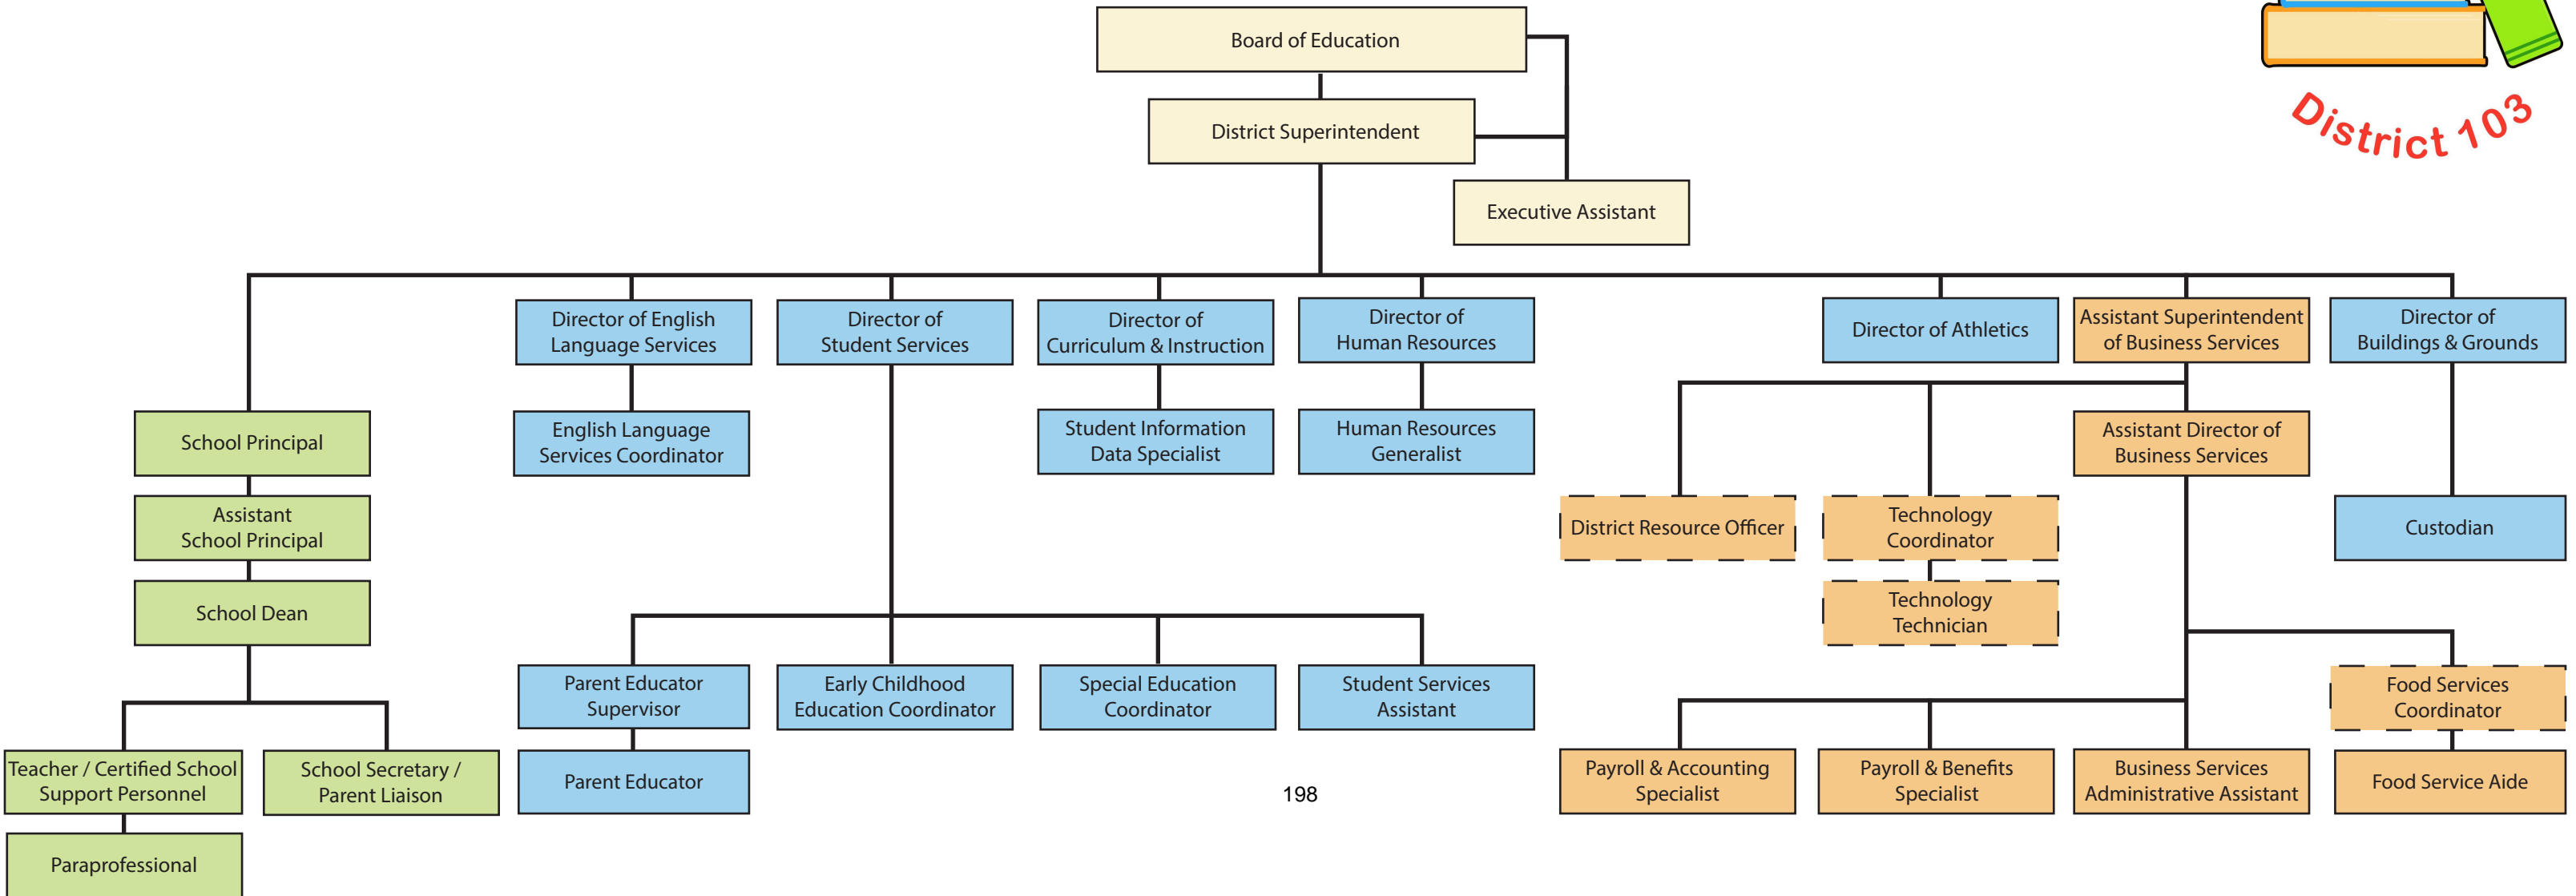 Board of Education
District Superintendent
District 103
Executive Assistant
Director of English
Language Services
Director of
Student Services
Director of
Curriculum & Instruction
Director of
Human Resources
Director of Athletics
Assistant Superintendent
of Business Services
Director of
Buildings & Grounds
School Principal
English Language
Services Coordinator
Student Information
Data Specialist
Human Resources
Generalist
Assistant Director of
Business Services
Assistant
School Principal
District Resource Officer
Technology
Coordinator
Custodian
School Dean
Technology
Technician
Parent Educator
Supervisor
Early Childhood
Education Coordinator
Special Education
Coordinator
Student Services
Assistant
Food Services
Coordinator
Teacher / Certified School
Support Personnel
School Secretary /
Parent Liaison
Parent Educator
198
Payroll & Accounting
Specialist
Payroll & Benefits
Specialist
Business Services
Administrative Assistant
Food Service Aide
Paraprofessional